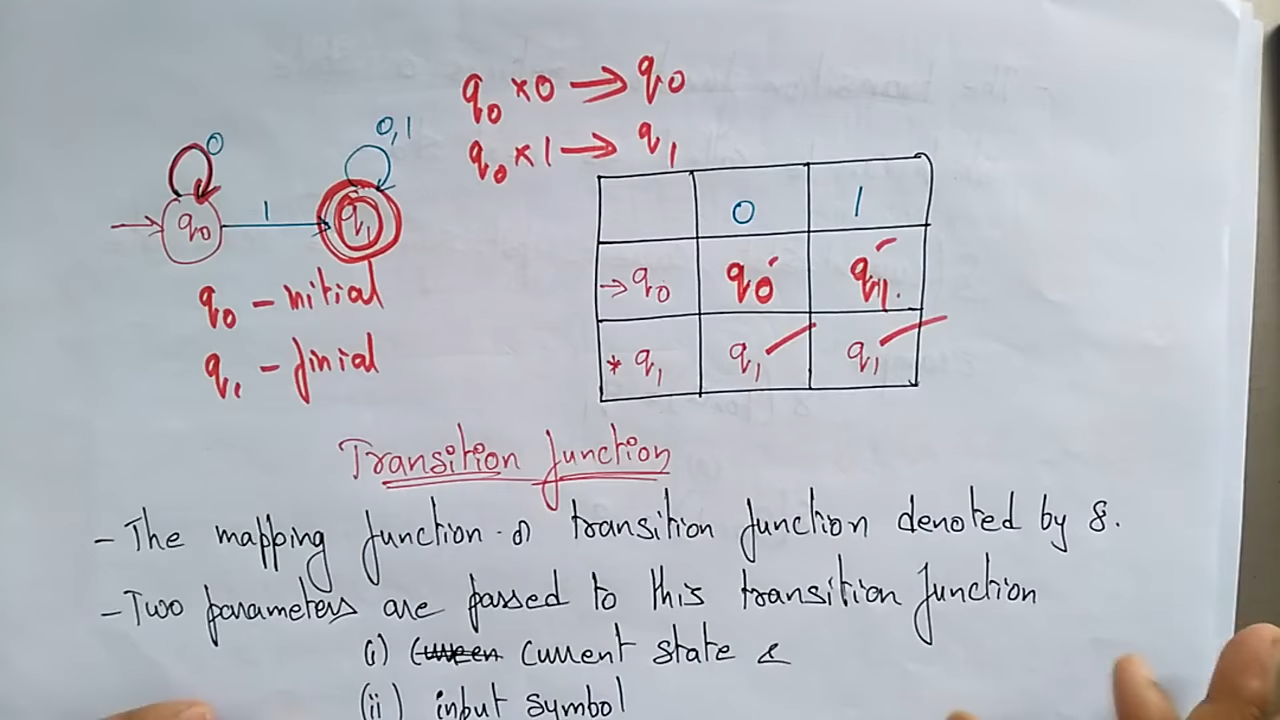 q0 × 0 → q0
q0 × 1 → q1
0
0,1
→ q0
1
q1
q0 - initial
q1 - finial
0 1
→ q0 q0 q1
* q1 q1 q1
Transition function
- The mapping function or transition function denoted by δ.
- Two parameters are passed to this transition function
(i) current state &
(ii) input symbol